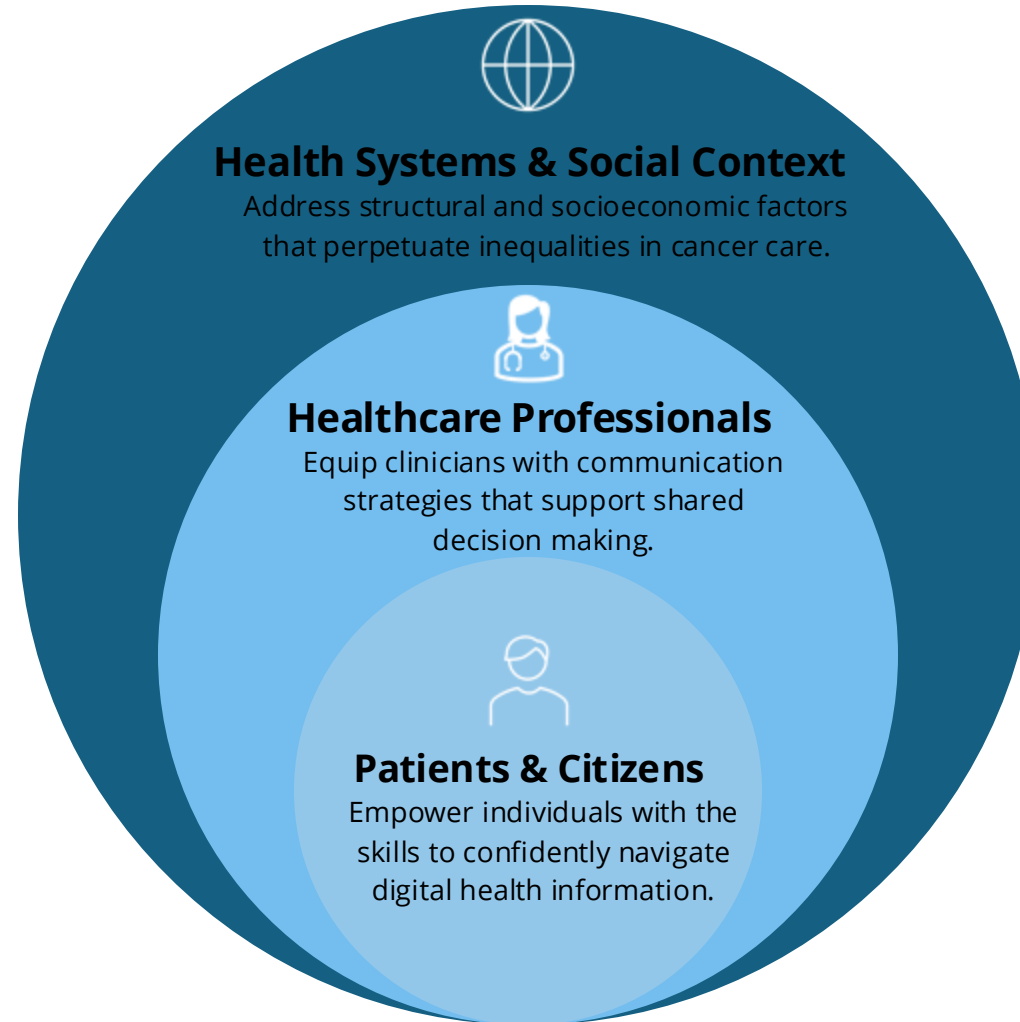 Health Systems & Social Context
Address structural and socioeconomic factors
that perpetuate inequalities in cancer care.
Healthcare Professionals
Equip clinicians with communication
strategies that support shared
decision making.
Patients & Citizens
Empower individuals with the
skills to confidently navigate
digital health information.